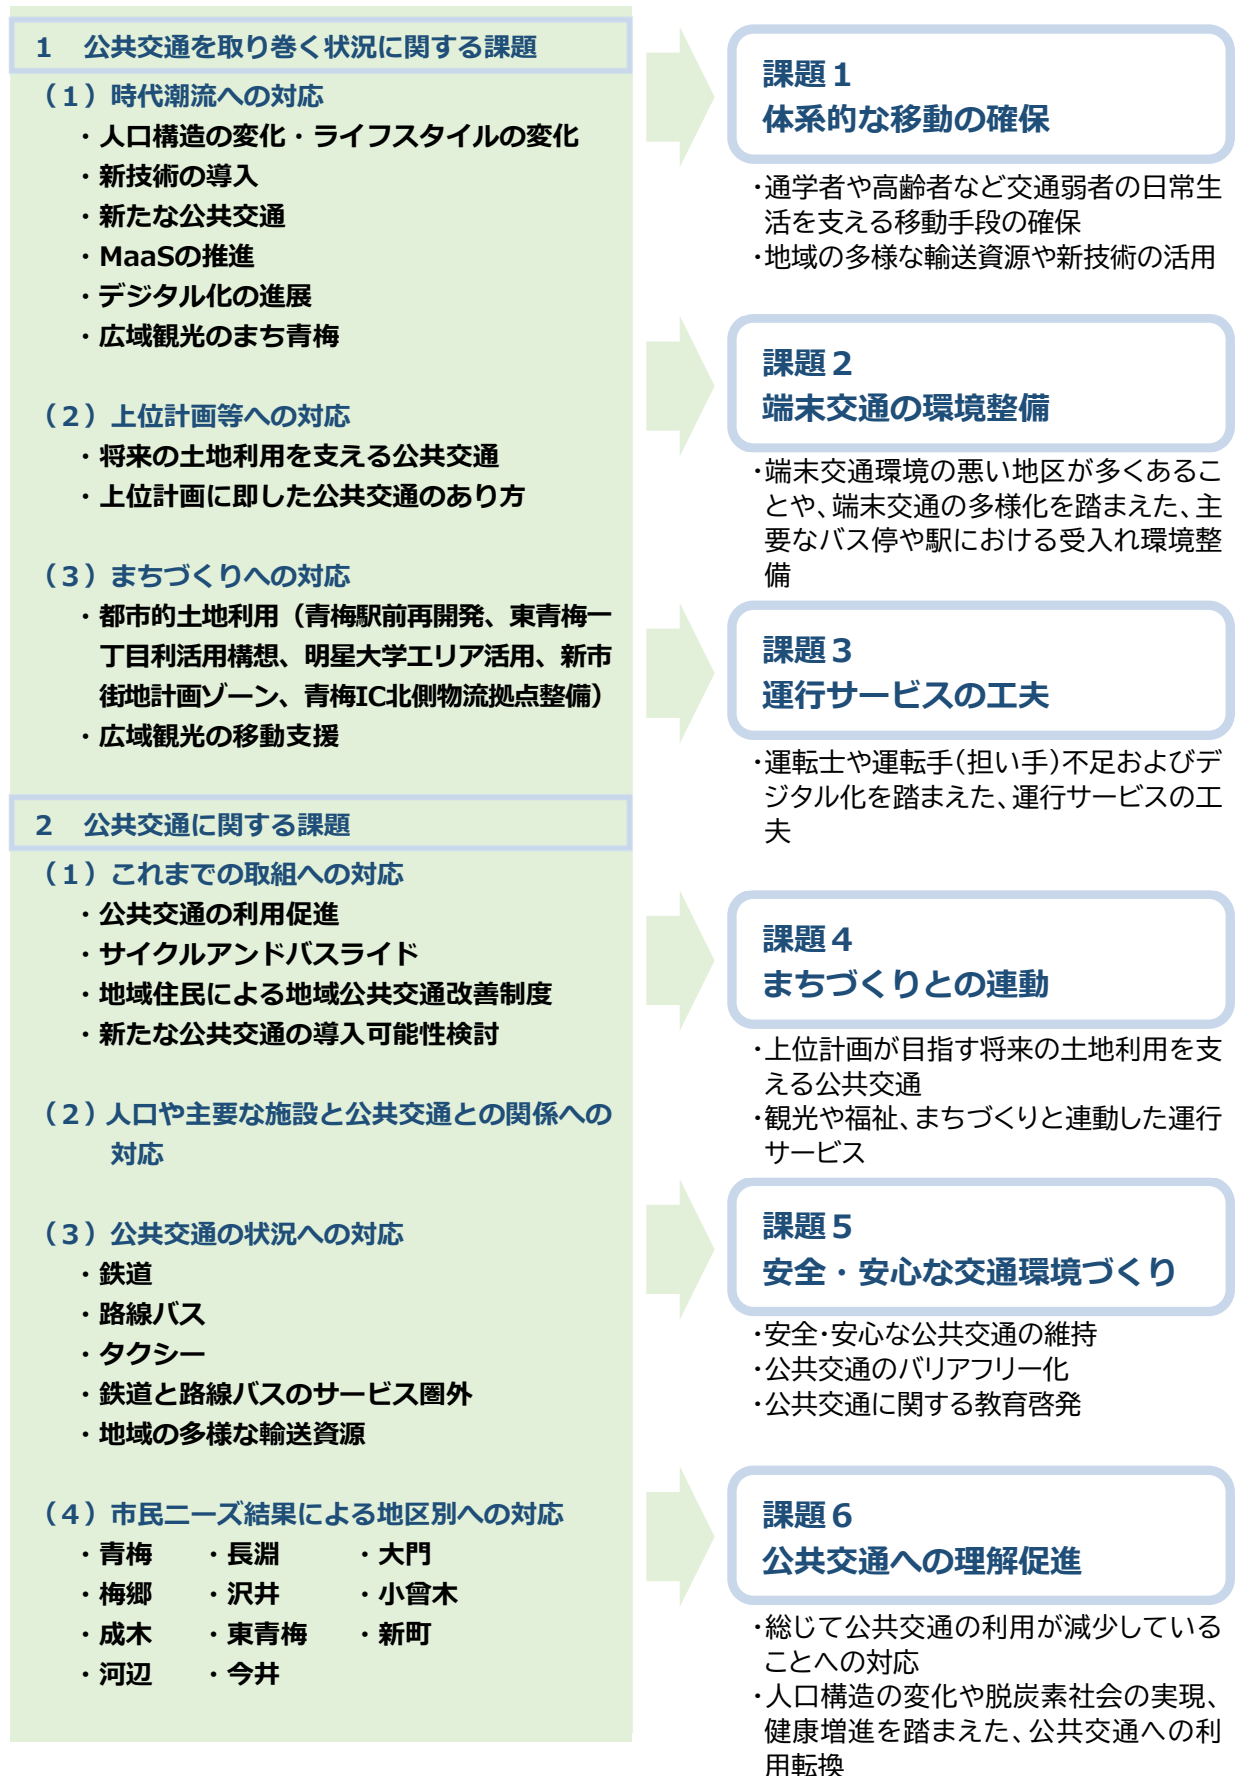 1 公共交通を取り巻く状況に関する課題
（1）時代潮流への対応
・人口構造の変化・ライフスタイルの変化
・新技術の導入
・新たな公共交通
・MaaSの推進
・デジタル化の進展
・広域観光のまち青梅
（2）上位計画等への対応
・将来の土地利用を支える公共交通
・上位計画に即した公共交通のあり方
（3）まちづくりへの対応
・都市的土地利用（青梅駅前再開発、東青梅一
丁目利活用構想、明星大学エリア活用、新市
街地計画ゾーン、青梅IC北側物流拠点整備）
・広域観光の移動支援
2 公共交通に関する課題
（1）これまでの取組への対応
・公共交通の利用促進
・サイクルアンドバスライド
・地域住民による地域公共交通改善制度
・新たな公共交通の導入可能性検討
（2）人口や主要な施設と公共交通との関係への
対応
（3）公共交通の状況への対応
・鉄道
・路線バス
・タクシー
・鉄道と路線バスのサービス圏外
・地域の多様な輸送資源
（4）市民ニーズ結果による地区別への対応
・青梅 ・長淵 ・大門
・梅郷 ・沢井 ・小曾木
・成木 ・東青梅 ・新町
・河辺 ・今井
課題1
体系的な移動の確保
・通学者や高齢者など交通弱者の日常生
活を支える移動手段の確保
・地域の多様な輸送資源や新技術の活用
課題2
端末交通の環境整備
・端末交通環境の悪い地区が多くあるこ
とや、端末交通の多様化を踏まえた、主
要なバス停や駅における受入れ環境整
備
課題3
運行サービスの工夫
・運転士や運転手（担い手）不足およびデ
ジタル化を踏まえた、運行サービスの工
夫
課題4
まちづくりとの連動
・上位計画が目指す将来の土地利用を支
える公共交通
・観光や福祉、まちづくりと連動した運行
サービス
課題5
安全・安心な交通環境づくり
・安全・安心な公共交通の維持
・公共交通のバリアフリー化
・公共交通に関する教育啓発
課題6
公共交通への理解促進
・総じて公共交通の利用が減少している
ことへの対応
・人口構造の変化や脱炭素社会の実現、
健康増進を踏まえた、公共交通への利
用転換